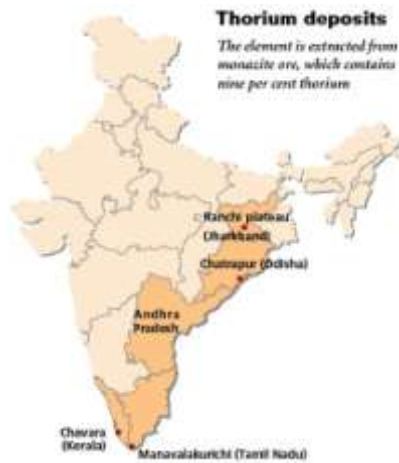 Thorium deposits
The element is extracted from
monazite ore, which contains
nine per cent thorium
Ranchi plateau
(Jharkhand)
Chatrapur (Odisha)
Andhra
Pradesh
Chavara
(Kerala)
Manavalakurichi (Tamil Nadu)